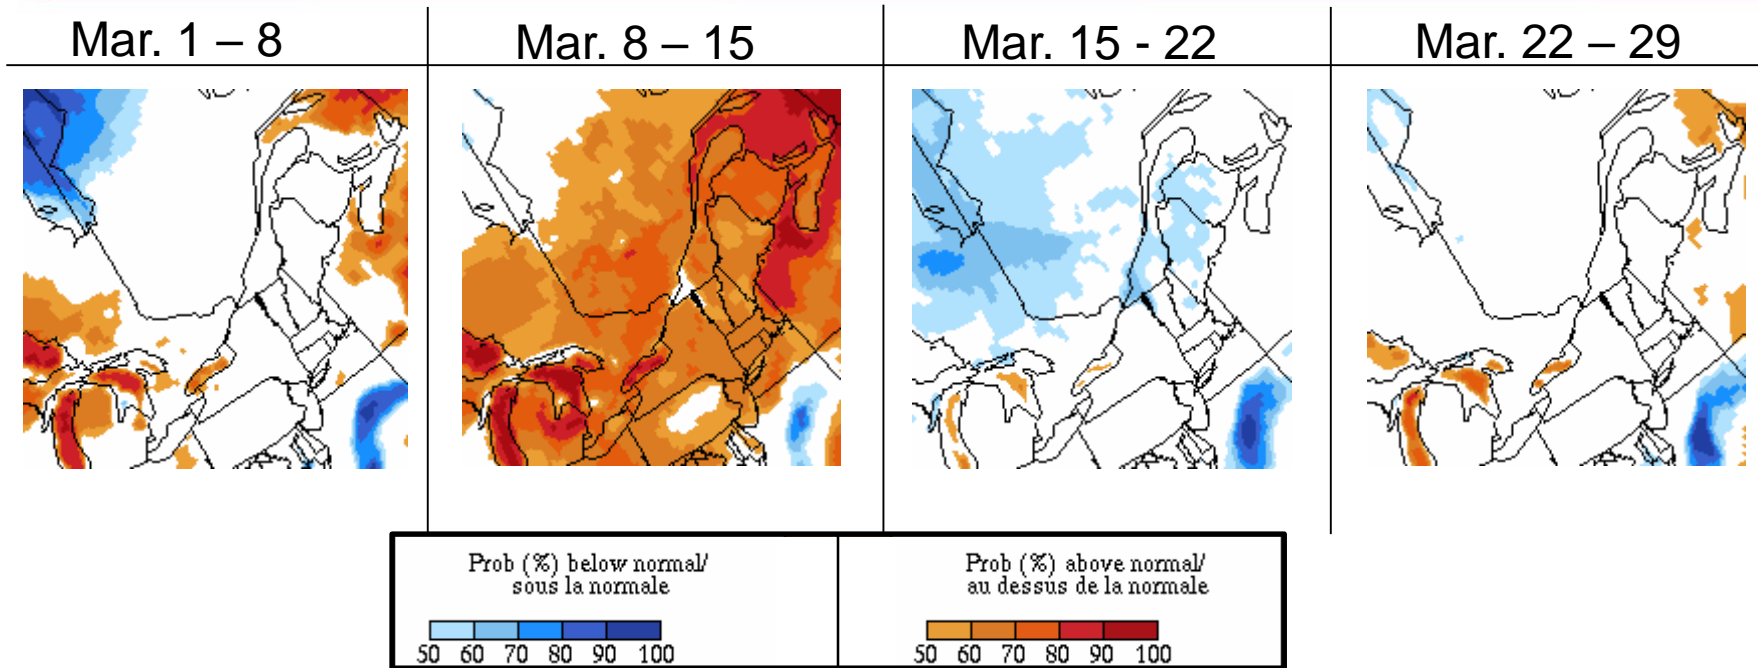 Mar. 1 – 8
Mar. 8 – 15
Mar. 15 - 22
Mar. 22 – 29
Prob (%) below normal/
sous la normale
50 60 70 80 90 100
Prob (%) above normal/
au dessus de la normale
50 60 70 80 90 100